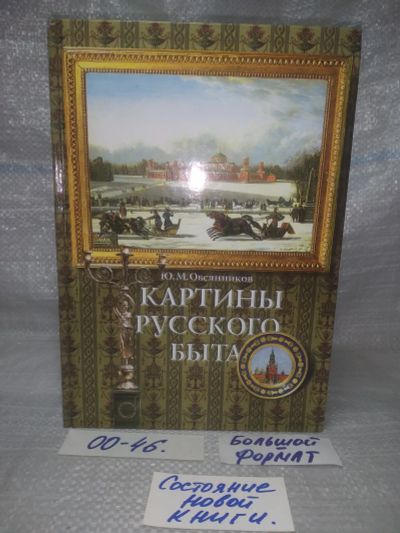 Ю.М.Овсянников
КАРТИНЫ
РУССКОГО
БЫТА
00-46.
БОЛЬШОЙ
ФОРМАТ
Состояние
новой
книги.